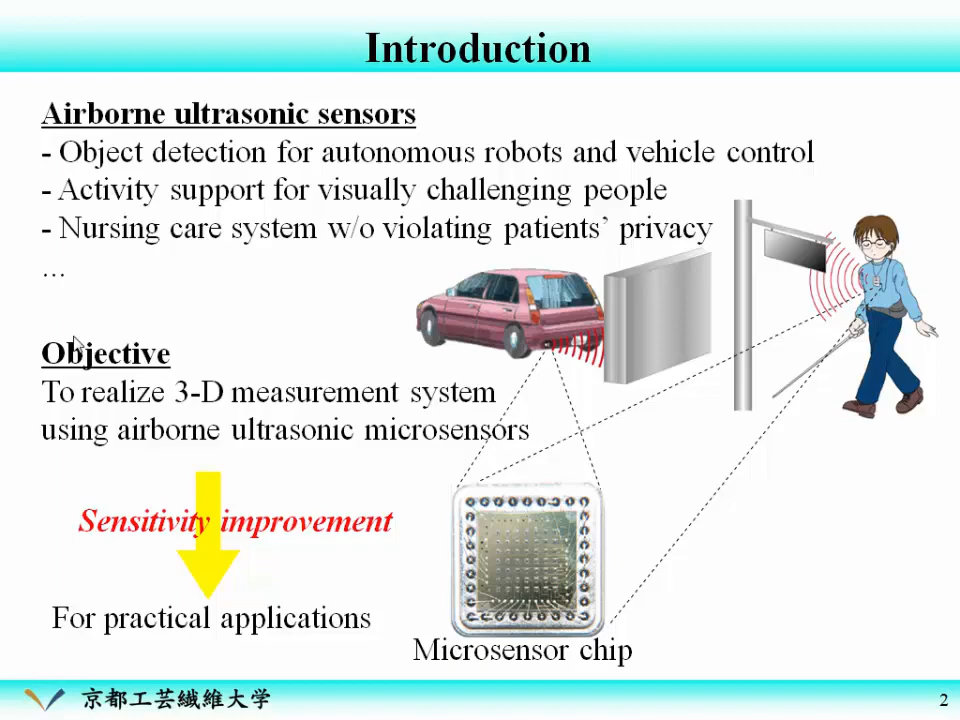 Introduction
Airborne ultrasonic sensors
- Object detection for autonomous robots and vehicle control
- Activity support for visually challenging people
- Nursing care system w/o violating patients’ privacy
…
Objective
To realize 3-D measurement system
using airborne ultrasonic microsensors
Sensitivity improvement
For practical applications
Microsensor chip
京都工芸繊維大学
2